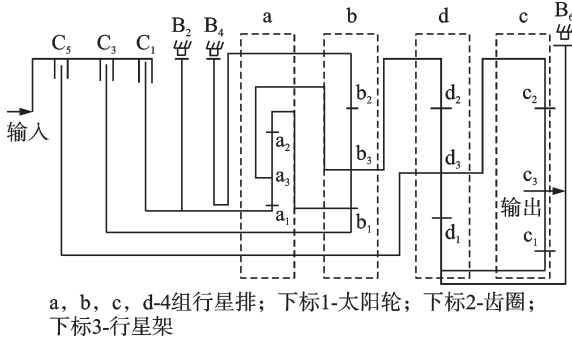 a b d c
B₆
B₂ B₄
C₅ C₃ C₁
b₂ d₂ c₂
输入
a₂
b₃ d₃
a₃ c₃
输出
a₁ b₁ d₁ c₁
a，b，c，d-4组行星排；下标1-太阳轮；下标2-齿圈；
下标3-行星架